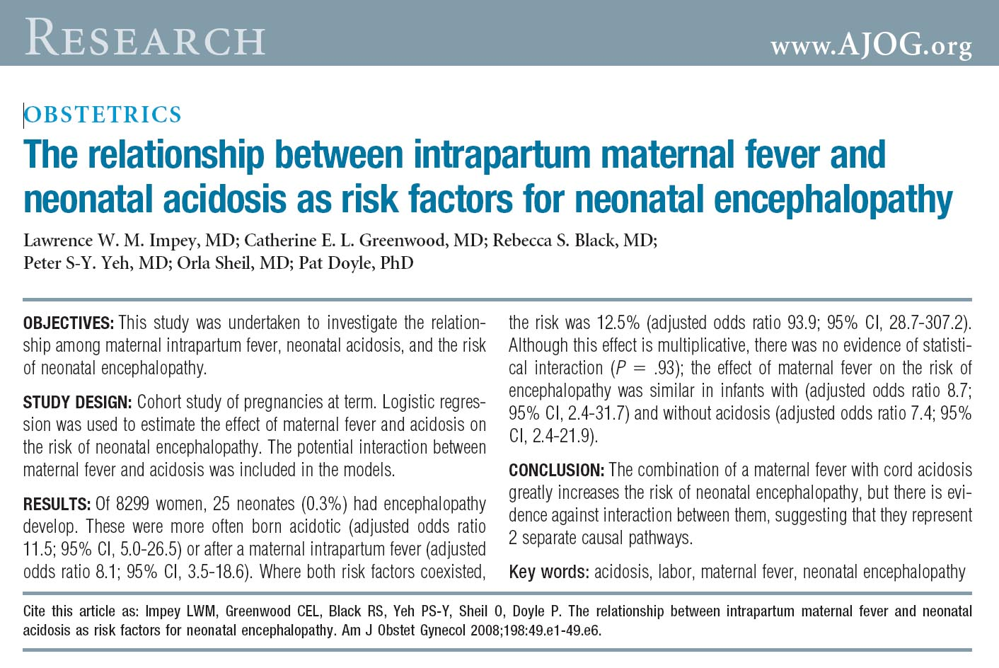 RESEARCH
www.AJOG.org
OBSTETRICS
The relationship between intrapartum maternal fever and
neonatal acidosis as risk factors for neonatal encephalopathy
Lawrence W. M. Impey, MD; Catherine E. L. Greenwood, MD; Rebecca S. Black, MD;
Peter S-Y. Yeh, MD; Orla Sheil, MD; Pat Doyle, PhD
OBJECTIVES: This study was undertaken to investigate the relation-
ship among maternal intrapartum fever, neonatal acidosis, and the risk
of neonatal encephalopathy.
STUDY DESIGN: Cohort study of pregnancies at term. Logistic regres-
sion was used to estimate the effect of maternal fever and acidosis on
the risk of neonatal encephalopathy. The potential interaction between
maternal fever and acidosis was included in the models.
RESULTS: Of 8299 women, 25 neonates (0.3%) had encephalopathy
develop. These were more often born acidotic (adjusted odds ratio
11.5; 95% CI, 5.0-26.5) or after a maternal intrapartum fever (adjusted
odds ratio 8.1; 95% CI, 3.5-18.6). Where both risk factors coexisted,
the risk was 12.5% (adjusted odds ratio 93.9; 95% CI, 28.7-307.2).
Although this effect is multiplicative, there was no evidence of statisti-
cal interaction (P = .93); the effect of maternal fever on the risk of
encephalopathy was similar in infants with (adjusted odds ratio 8.7;
95% CI, 2.4-31.7) and without acidosis (adjusted odds ratio 7.4; 95%
CI, 2.4-21.9).
CONCLUSION: The combination of a maternal fever with cord acidosis
greatly increases the risk of neonatal encephalopathy, but there is evi-
dence against interaction between them, suggesting that they represent
2 separate causal pathways.
Key words: acidosis, labor, maternal fever, neonatal encephalopathy
Cite this article as: Impey LWM, Greenwood CEL, Black RS, Yeh PS-Y, Sheil O, Doyle P. The relationship between intrapartum maternal fever and neonatal
acidosis as risk factors for neonatal encephalopathy. Am J Obstet Gynecol 2008;198:49.e1-49.e6.